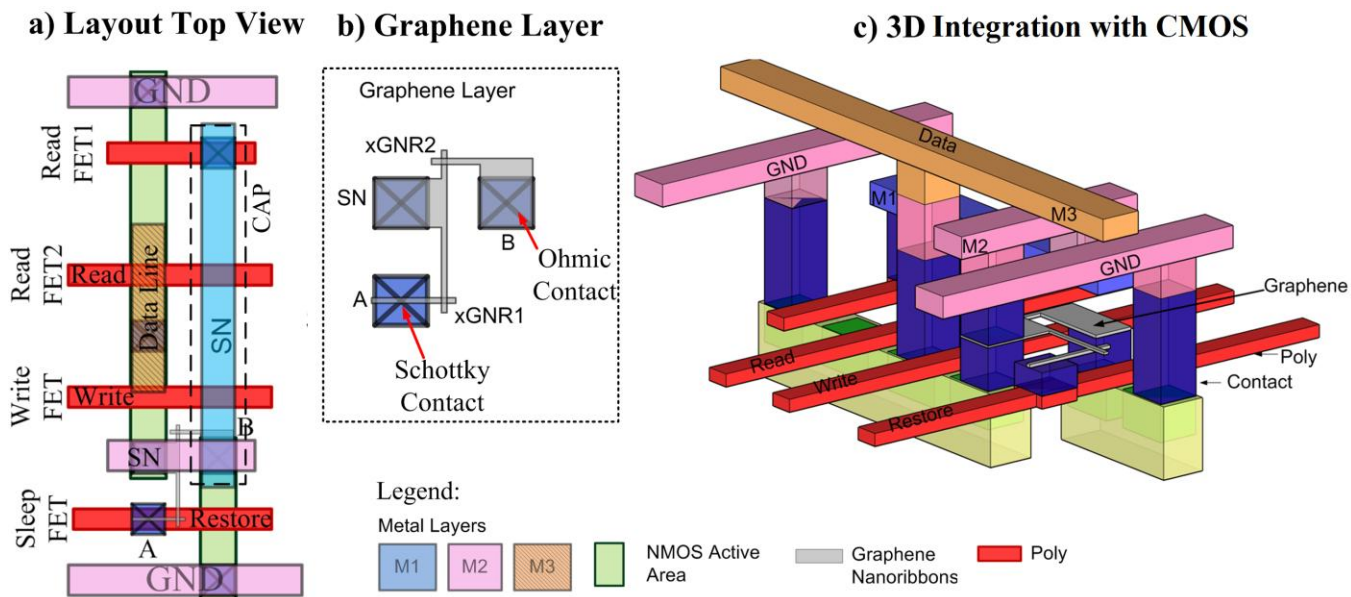 a) Layout Top View
GND
Read
FET1
CAP
Read
FET2
Read
Data Line
SN
Write
FET
Write
B
SN
Sleep
FET
Restore
A
GND
b) Graphene Layer
Graphene Layer
xGNR2
SN
B
Ohmic
Contact
A
xGNR1
Schottky
Contact
c) 3D Integration with CMOS
Data
GND
M1
M3
M2
GND
Graphene
Read
Write
Poly
Contact
Restore
Legend:
Metal Layers
M1
M2
M3
NMOS Active
Area
Graphene
Nanoribbons
Poly